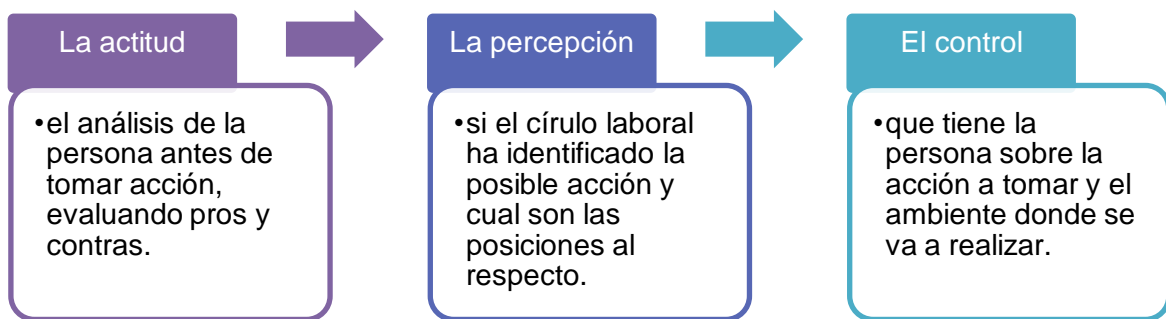 La actitud
•el análisis de la
persona antes de
tomar acción,
evaluando pros y
contras.
La percepción
•si el círulo laboral
ha identificado la
posible acción y
cual son las
posiciones al
respecto.
El control
•que tiene la
persona sobre la
acción a tomar y el
ambiente donde se
va a realizar.